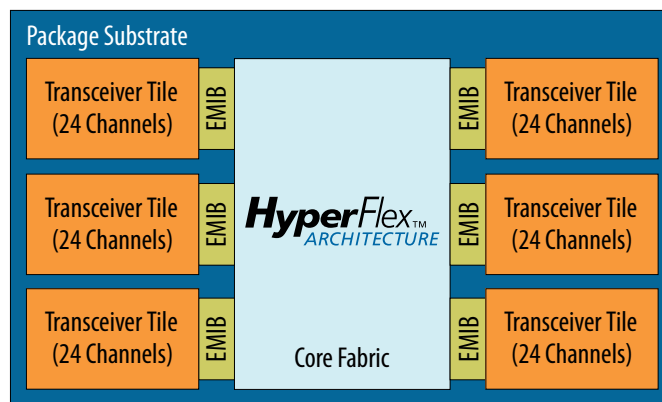 Package Substrate
Transceiver Tile
(24 Channels)
EMIB
EMIB
Transceiver Tile
(24 Channels)
Transceiver Tile
(24 Channels)
EMIB
HyperFlex™
ARCHITECTURE
EMIB
Transceiver Tile
(24 Channels)
Transceiver Tile
(24 Channels)
EMIB
Core Fabric
EMIB
Transceiver Tile
(24 Channels)